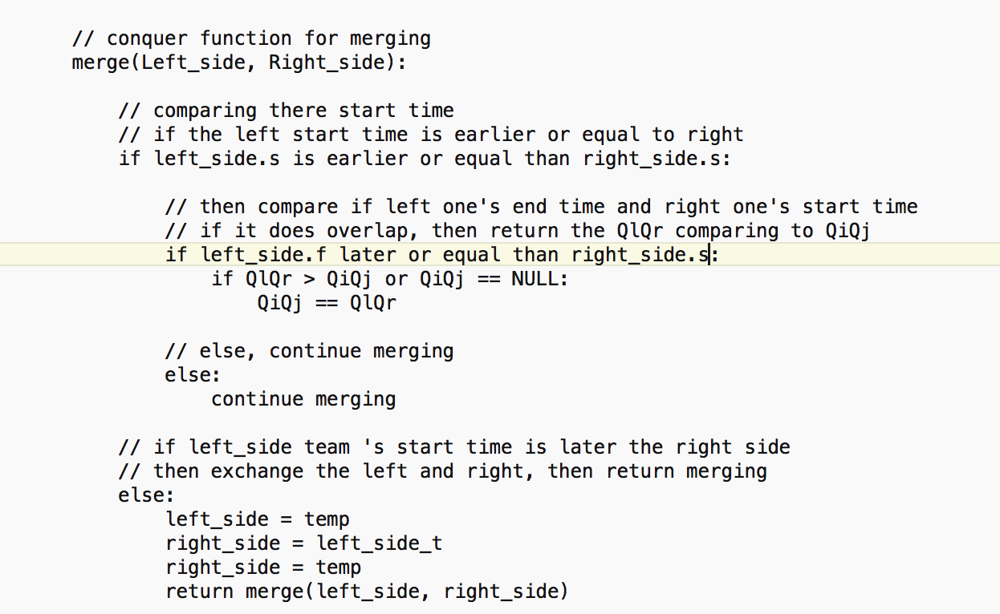 // conquer function for merging
merge(Left_side, Right_side):
// comparing there start time
// if the left start time is earlier or equal to right
if left_side.s is earlier or equal than right_side.s:
// then compare if left one's end time and right one's start time
// if it does overlap, then return the QlQr comparing to QiQj
if left_side.f later or equal than right_side.s:
if QlQr > QiQj or QiQj == NULL:
QiQj == QlQr
// else, continue merging
else:
continue merging
// if left_side team 's start time is later the right side
// then exchange the left and right, then return merging
else:
left_side = temp
right_side = left_side_t
right_side = temp
return merge(left_side, right_side)